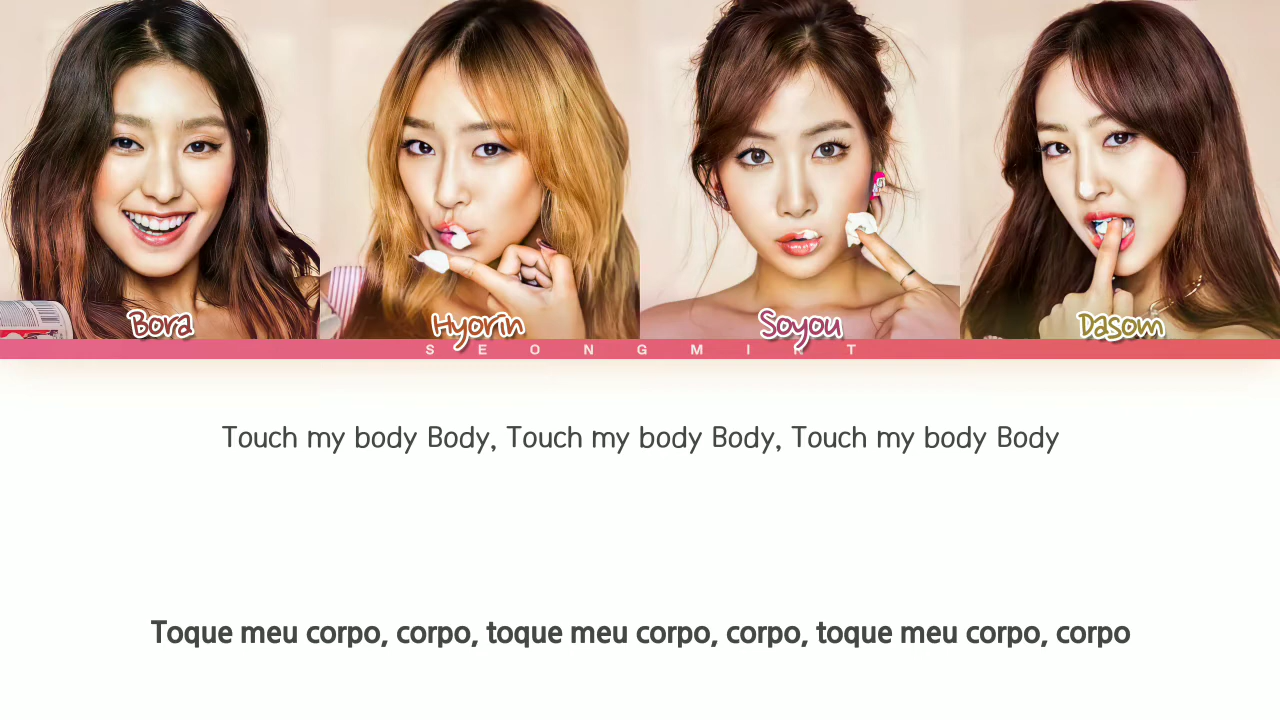 Bora
Hyorin
Soyou
Dasom
SEONGMIRT
Touch my body Body, Touch my body Body, Touch my body Body
Toque meu corpo, corpo, toque meu corpo, corpo, toque meu corpo, corpo